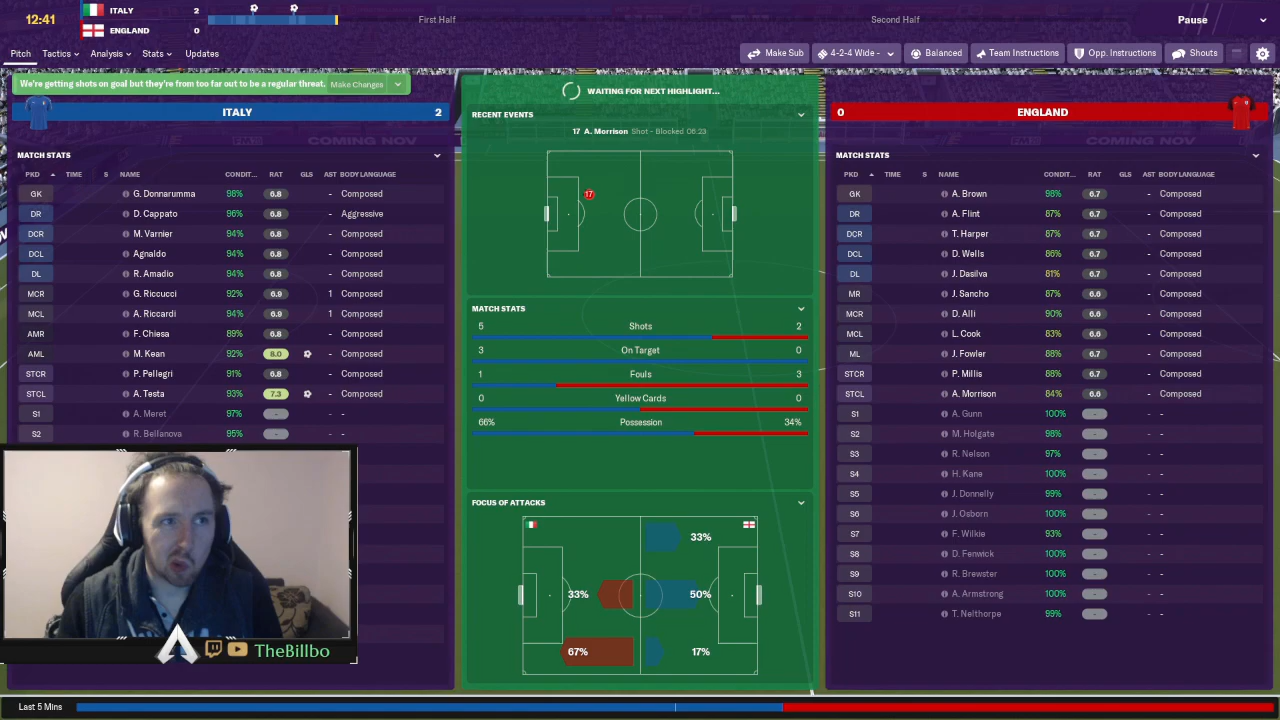 12:41
ITALY 2
ENGLAND 0
First Half
Second Half
Pause
Pitch Tactics Analysis Stats Updates
Make Sub 4-2-4 Wide - Balanced Team Instructions Opp. Instructions Shouts
We're getting shots on goal but they're from too far out to be a regular threat. Make Changes
ITALY 2
MATCH STATS
PKD TIME S NAME CONDIT... RAT GLS AST BODY LANGUAGE
GK G. Donnarumma 98% 6.8 - Composed
DR D. Cappato 96% 6.8 - Aggressive
DCR M. Varnier 94% 6.8 - Composed
DCL Agnaldo 94% 6.8 - Composed
DL R. Amadio 94% 6.8 - Composed
MCR G. Riccucci 92% 6.9 1 Composed
MCL A. Riccardi 94% 6.9 1 Composed
AMR F. Chiesa 89% 6.8 - Composed
AML M. Kean 92% 8.0 - Composed
STCR P. Pellegri 91% 6.8 - Composed
STCL A. Testa 93% 7.3 - Composed
S1 A. Meret 97% - - -
S2 R. Bellanova 95% - - -
TheBillbo
WAITING FOR NEXT HIGHLIGHT...
RECENT EVENTS
17 A. Morrison Shot - Blocked 06:23
17
MATCH STATS
5 Shots 2
3 On Target 0
1 Fouls 3
0 Yellow Cards 0
66% Possession 34%
FOCUS OF ATTACKS
33%
33% 50%
67% 17%
0 ENGLAND
COMING NOV
MATCH STATS
PKD TIME S NAME CONDIT... RAT GLS AST BODY LANGUAGE
GK A. Brown 98% 6.7 - Composed
DR A. Flint 87% 6.7 - Composed
DCR T. Harper 87% 6.7 - Composed
DCL D. Wells 86% 6.7 - Composed
DL J. Dasilva 81% 6.7 - Composed
MR J. Sancho 87% 6.6 - Composed
MCR D. Alli 90% 6.6 - Composed
MCL L. Cook 83% 6.6 - Composed
ML J. Fowler 88% 6.7 - Composed
STCR P. Millis 88% 6.7 - Composed
STCL A. Morrison 84% 6.6 - Composed
S1 A. Gunn 100% - - -
S2 M. Holgate 98% - - -
S3 R. Nelson 97% - - -
S4 H. Kane 100% - - -
S5 J. Donnelly 99% - - -
S6 J. Osborn 100% - - -
S7 F. Wilkie 93% - - -
S8 D. Fenwick 100% - - -
S9 R. Brewster 100% - - -
S10 A. Armstrong 100% - - -
S11 T. Nelthorpe 99% - - -
Last 5 Mins